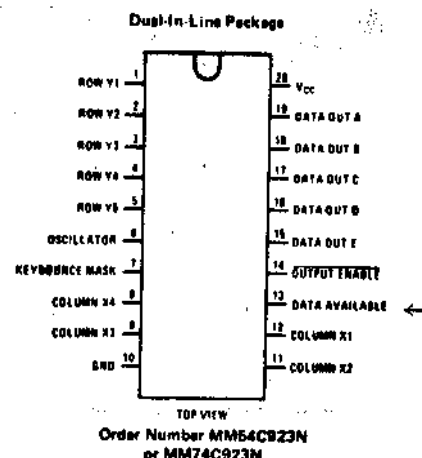 Dual-In-Line Package
ROW Y1 1
ROW Y2 2
ROW Y3 3
ROW Y4 4
ROW Y5 5
OSCILLATOR 6
KEYBOUNCE MASK 7
COLUMN X4 8
COLUMN X3 9
GND 10
20 VCC
19 DATA OUT A
18 DATA OUT B
17 DATA OUT C
16 DATA OUT D
15 DATA OUT E
14 OUTPUT ENABLE
13 DATA AVAILABLE ←
12 COLUMN X1
11 COLUMN X2
TOP VIEW
Order Number MM54C923N
or MM74C923N